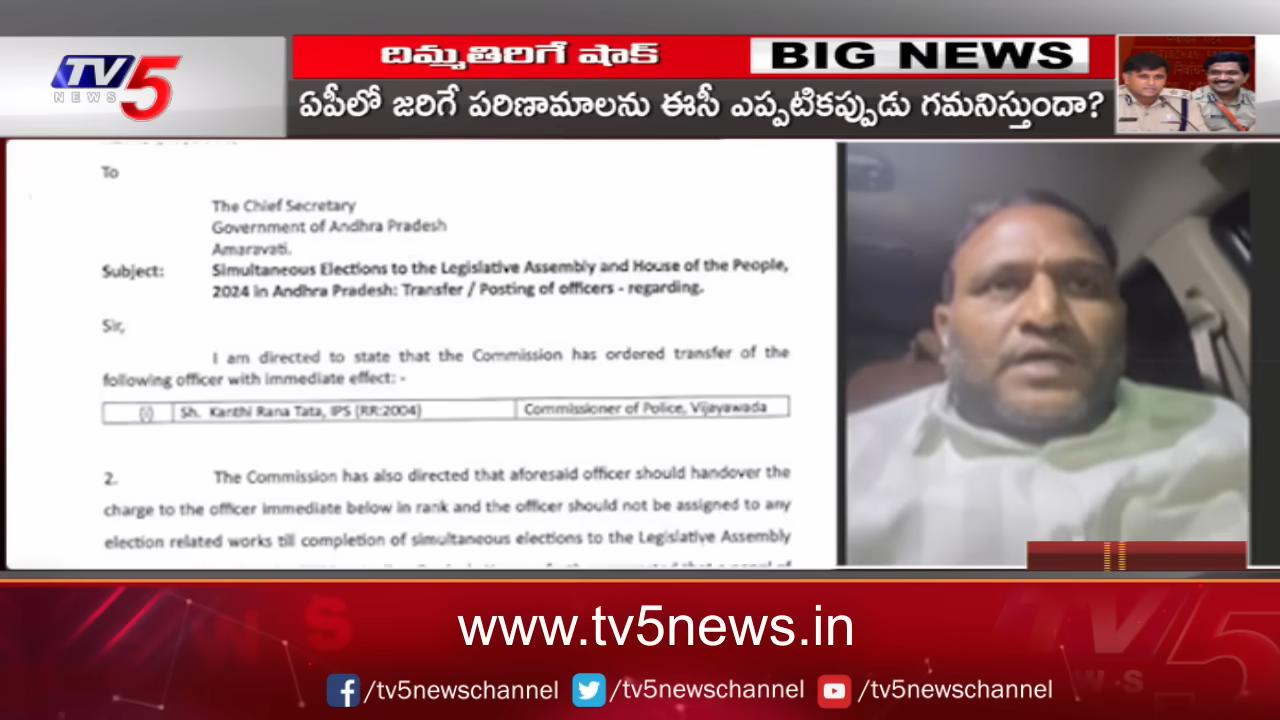 TV5
NEWS
దిమ్మతిరిగే షాక్
BIG NEWS
ఏపీలో జరిగే పరిణామాలను ఈసీ ఎప్పటికప్పుడు గమనిస్తుందా?
To
The Chief Secretary
Government of Andhra Pradesh
Amaravati.
Subject: Simultaneous Elections to the Legislative Assembly and House of the People,
2024 in Andhra Pradesh: Transfer / Posting of officers - regarding.
Sir,
I am directed to state that the Commission has ordered transfer of the
following officer with immediate effect: -
(i) Sh. Kanthi Rana Tata, IPS (RR:2004) Commissioner of Police, Vijayawada
2. The Commission has also directed that aforesaid officer should handover the
charge to the officer immediate below in rank and the officer should not be assigned to any
election related works till completion of simultaneous elections to the Legislative Assembly
www.tv5news.in
/tv5newschannel /tv5newschannel /tv5newschannel